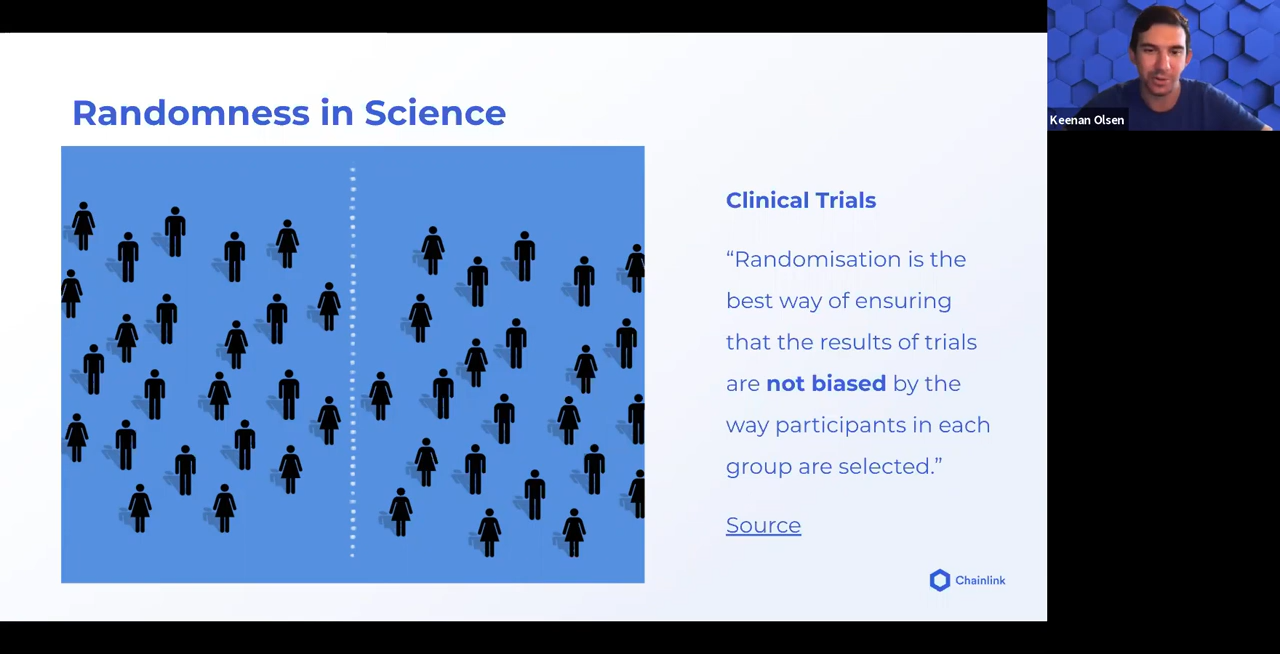 Randomness in Science
Keenan Olsen
Clinical Trials
“Randomisation is the
best way of ensuring
that the results of trials
are not biased by the
way participants in each
group are selected.”
Source
Chainlink